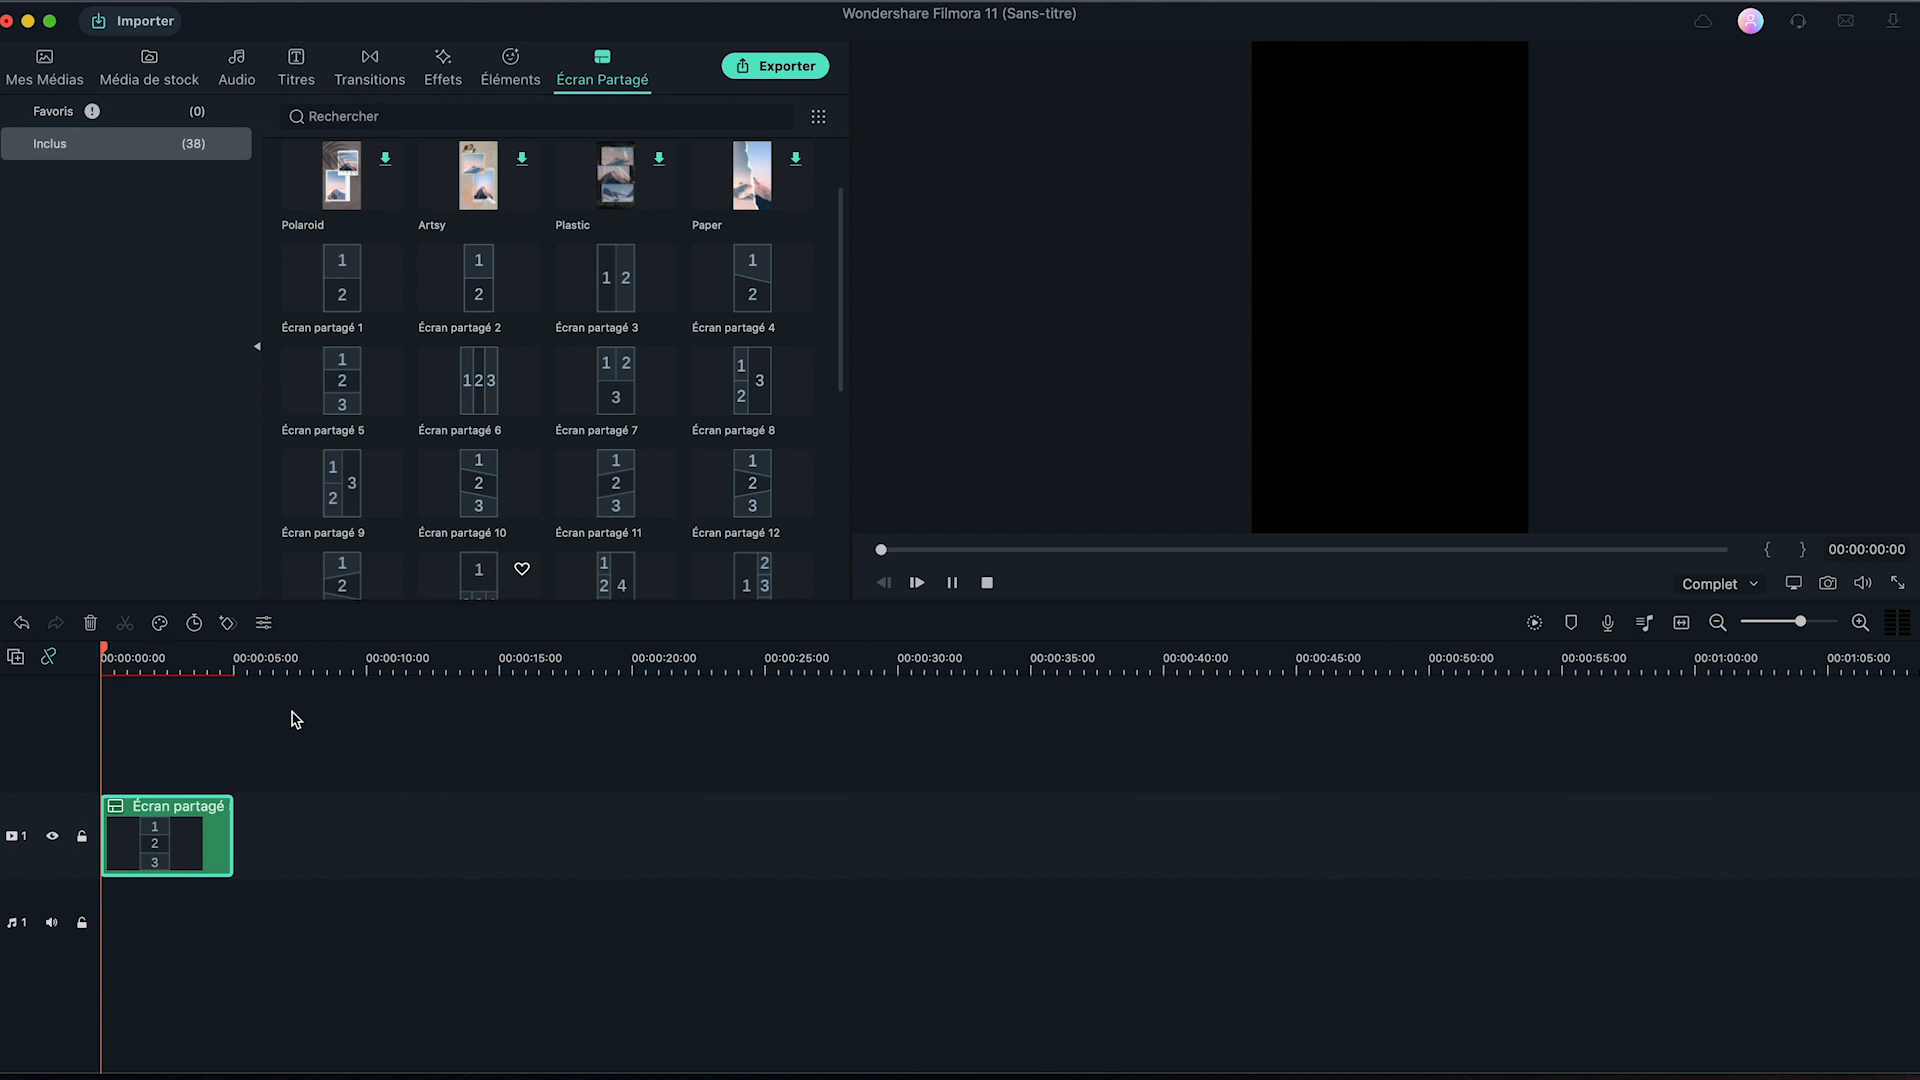 Wondershare Filmora 11 (Sans-titre)
Importer
Mes Médias
Média de stock
Audio
Titres
Transitions
Effets
Éléments
Écran Partagé
Exporter
Favoris ! (0)
Inclus (38)
Rechercher
Polaroid
Artsy
Plastic
Paper
1 2
1 2
1 2
1 2
Écran partagé 1
Écran partagé 2
Écran partagé 3
Écran partagé 4
1 2 3
1 2 3
1 2 3
1 2 3
Écran partagé 5
Écran partagé 6
Écran partagé 7
Écran partagé 8
1 2 3
1 2 3
1 2 3
1 2 3
Écran partagé 9
Écran partagé 10
Écran partagé 11
Écran partagé 12
1 2
1
1 2 4
1 2 3
{ } 00:00:00:00
Complet
00:00:00:00
00:00:05:00
00:00:10:00
00:00:15:00
00:00:20:00
00:00:25:00
00:00:30:00
00:00:35:00
00:00:40:00
00:00:45:00
00:00:50:00
00:00:55:00
00:01:00:00
00:01:05:00
Écran partagé
1
1
2
3
1